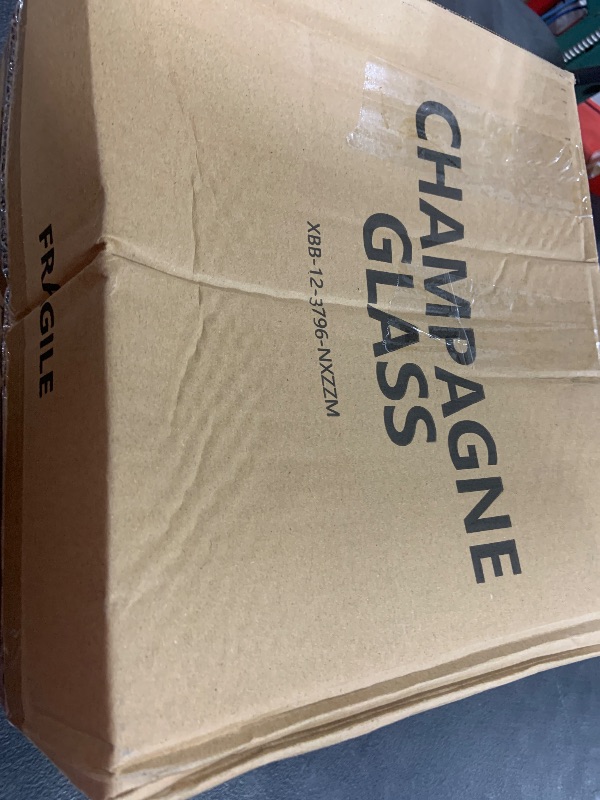 CHAMPAGNE
GLASS
XBB-12-3796-NXZZM
FRAGILE